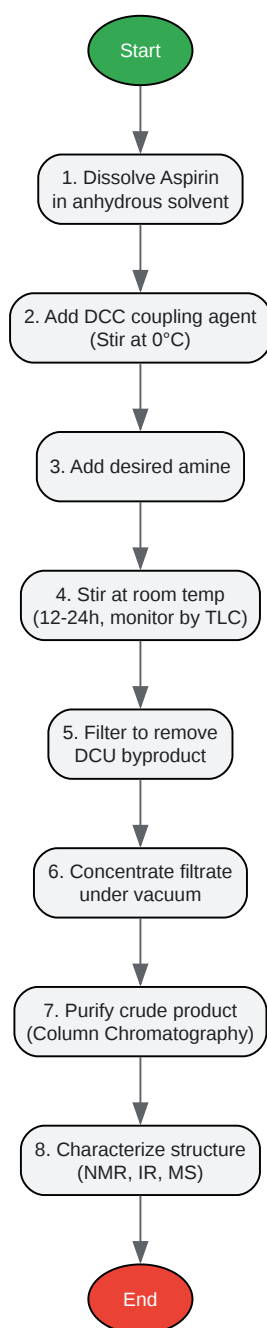 Start
1. Dissolve Aspirin
in anhydrous solvent
2. Add DCC coupling agent
(Stir at 0°C)
3. Add desired amine
4. Stir at room temp
(12-24h, monitor by TLC)
5. Filter to remove
DCU byproduct
6. Concentrate filtrate
under vacuum
7. Purify crude product
(Column Chromatography)
8. Characterize structure
(NMR, IR, MS)
End